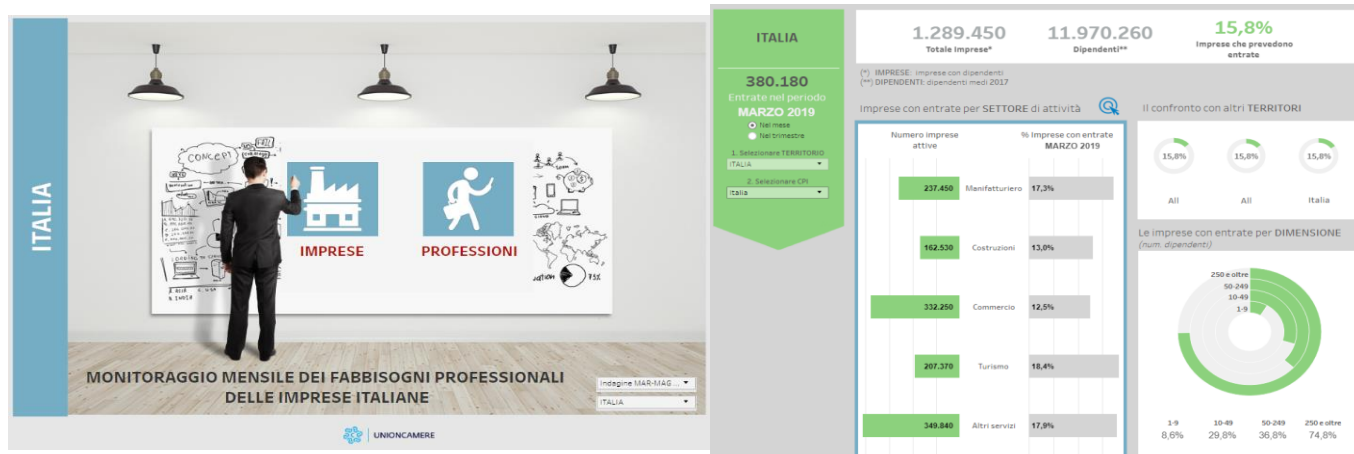 ITALIA
CONCEPT
IMPRESE
PROFESSIONI
75%
MONITORAGGIO MENSILE DEI FABBISOGNI PROFESSIONALI
DELLE IMPRESE ITALIANE
Indagine MAR-MAG...
ITALIA
UNIONCAMERE
ITALIA
380.180
Entrate nel periodo
MARZO 2019
Nel mese
Nel trimestre
1. Selezionare TERRITORIO
ITALIA
2. Selezionare CPI
Italia
1.289.450
Totale Imprese*
11.970.260
Dipendenti**
15,8%
Imprese che prevedono
entrate
(*) IMPRESE: imprese con dipendenti
(**) DIPENDENTI: dipendenti medi 2017
Imprese con entrate per SETTORE di attività
Numero imprese
attive
% Imprese con entrate
MARZO 2019
237.450 Manifatturiero 17,3%
162.530 Costruzioni 13,0%
332.250 Commercio 12,5%
207.370 Turismo 18,4%
349.840 Altri servizi 17,9%
Il confronto con altri TERRITORI
15,8% 15,8% 15,8%
All All Italia
Le imprese con entrate per DIMENSIONE
(num. dipendenti)
250 e oltre
50-249
10-49
1-9
1-9 10-49 50-249 250 e oltre
8,6% 29,8% 36,8% 74,8%